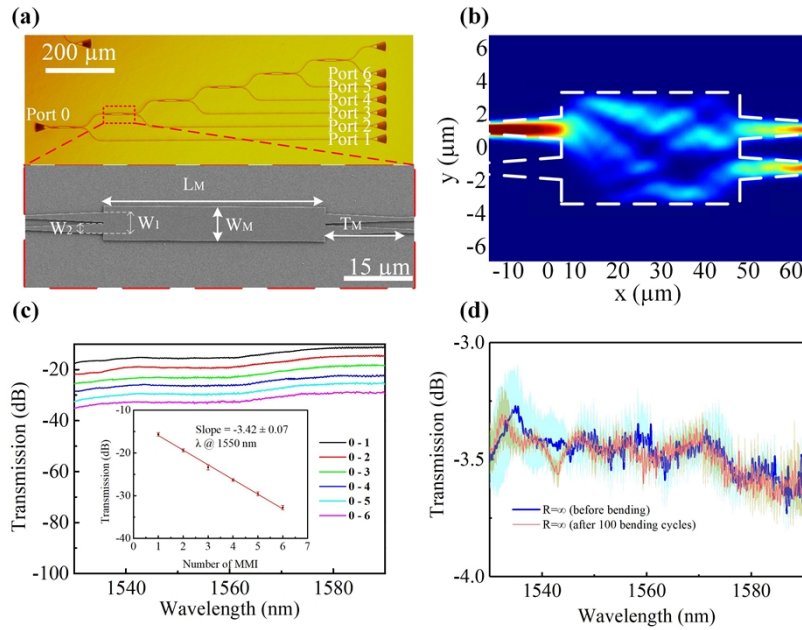 (a)
200 µm
Port 0
Port 6
Port 5
Port 4
Port 3
Port 2
Port 1
L_M
W_1
W_2
W_M
T_M
15 µm
(b)
y (µm)
6
4
2
0
-2
-4
-6
-10 0 10 20 30 40 50 60
x (µm)
(c)
Transmission (dB)
-20
-30
-40
-50
-60
-70
-80
-90
-100
1540 1560 1580
Wavelength (nm)
Transmission (dB)
-10
-20
-30
-40
0 1 2 3 4 5 6 7
Number of MMI
Slope = -3.42 ± 0.07
λ @ 1550 nm
0 - 1
0 - 2
0 - 3
0 - 4
0 - 5
0 - 6
(d)
Transmission (dB)
-3.0
-3.5
-4.0
1540 1560 1580
Wavelength (nm)
R=∞ (before bending)
R=∞ (after 100 bending cycles)